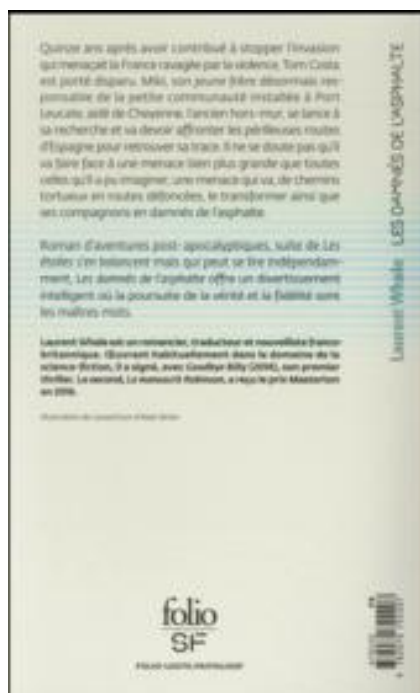 Quinze ans après avoir contribué à stopper l'invasion
qui menaçait la France ravagée par la violence, Tom Costa
est porté disparu. Miki, son jeune frère désormais res-
ponsable de la petite communauté installée à Port
Leucate, aidé de Cheyenne, l'ancien hors-mur, se lance à
sa recherche et va devoir affronter les périlleuses routes
d'Espagne pour retrouver sa trace. Il ne se doute pas qu'il
va faire face à une menace bien plus grande que toutes
celles qu'il a pu imaginer, une menace qui va, de chemins
tortueux en routes défoncées, le transformer ainsi que
ses compagnons en damnés de l'asphalte.
Roman d'aventures post-apocalyptiques, suite de Les
étoiles s'en balancent mais qui peut se lire indépendam-
ment, Les damnés de l'asphalte offre un divertissement
intelligent où la poursuite de la vérité et la fidélité sont
les maîtres mots.
Laurent Whale est un romancier, traducteur et nouvelliste franco-
britannique. Œuvrant habituellement dans le domaine de la
science-fiction, il a signé, avec Goodbye Billy (2014), son premier
thriller. Le second, Le manuscrit Robinson, a reçu le prix Masterton
en 2016.
folio
SF
Laurent Whale LES DAMNÉS DE L'ASPHALTE